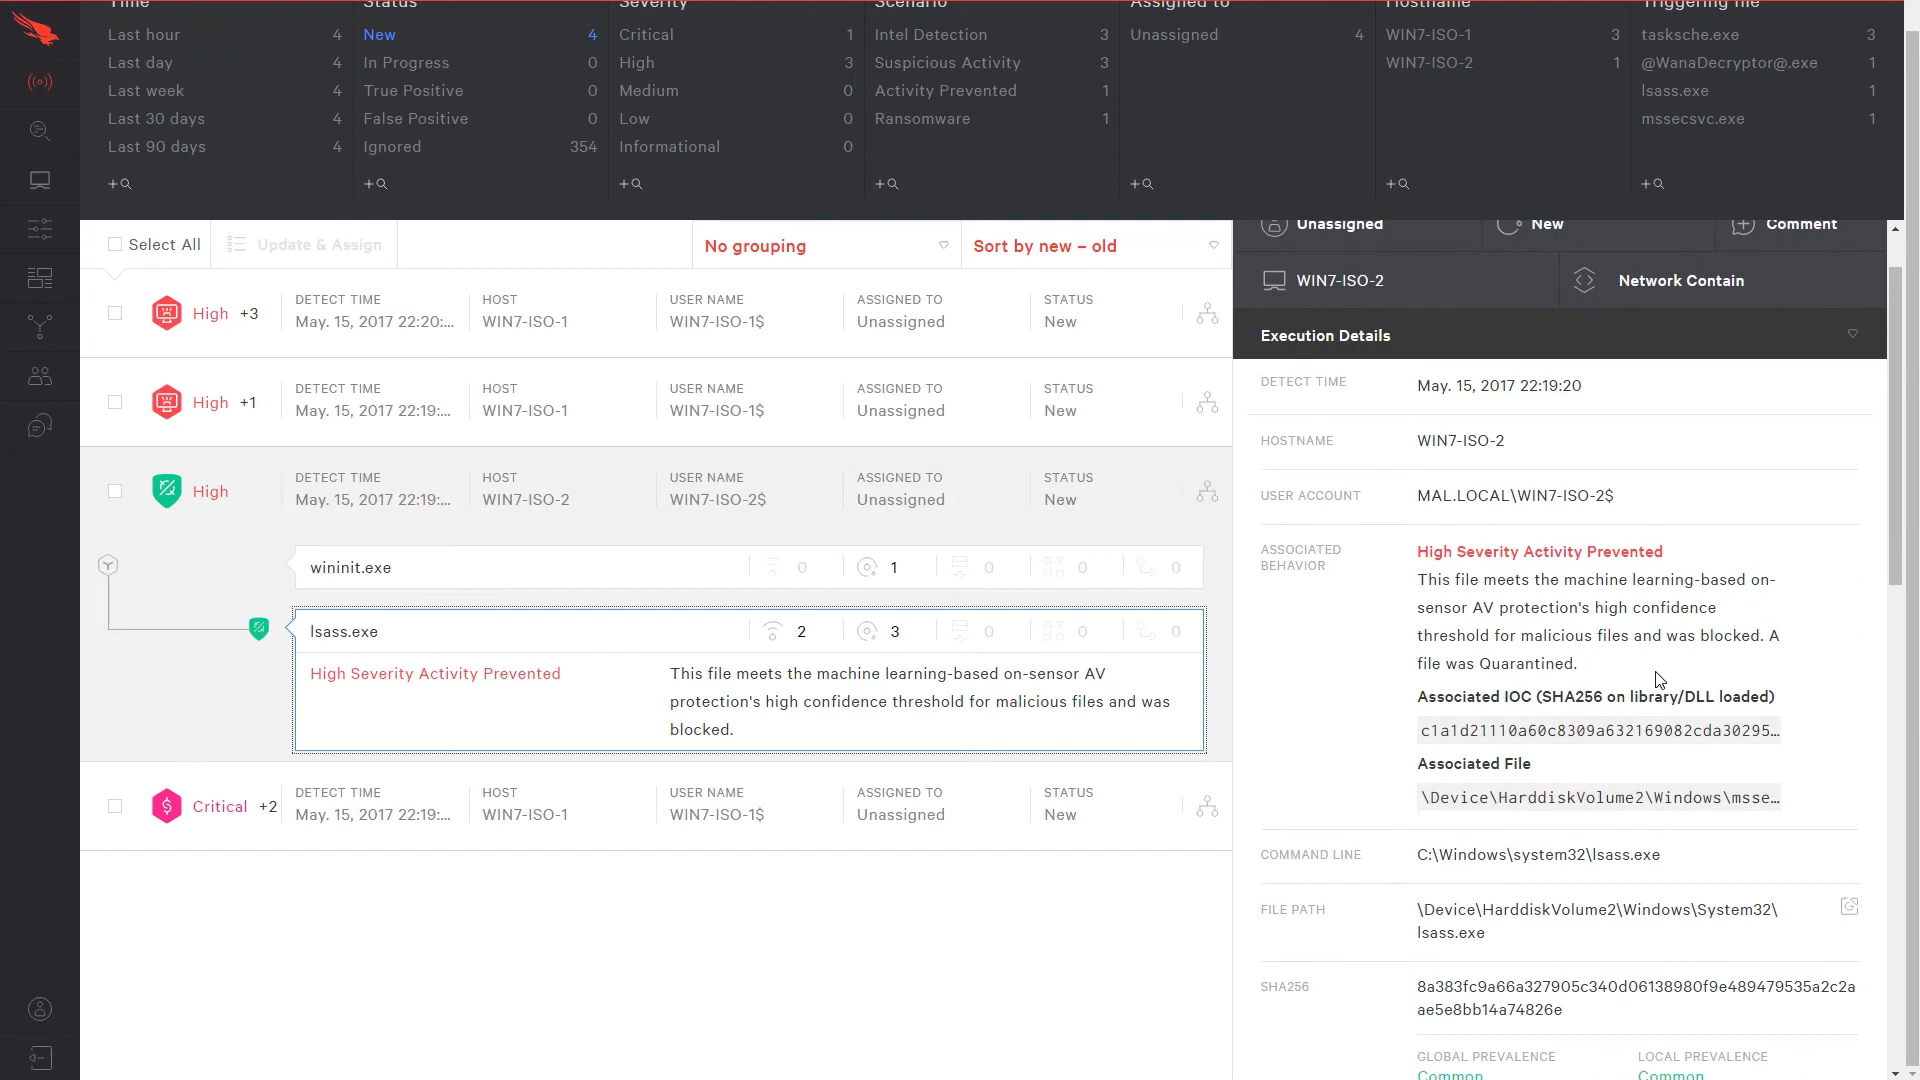 Time
Status
Severity
Scenario
Assigned to
Hostname
Triggering file
Last hour 4
New 4
Critical 1
Intel Detection 3
Unassigned 4
WIN7-ISO-1 3
tasksche.exe 3
Last day 4
In Progress 0
High 3
Suspicious Activity 3
WIN7-ISO-2 1
@WanaDecryptor@.exe 1
Last week 4
True Positive 0
Medium 0
Activity Prevented 1
lsass.exe 1
Last 30 days 4
False Positive 0
Low 0
Ransomware 1
mssecsvc.exe 1
Last 90 days 4
Ignored 354
Informational 0
Select All
Update & Assign
No grouping
Sort by new – old
High +3
DETECT TIME
May. 15, 2017 22:20:...
HOST
WIN7-ISO-1
USER NAME
WIN7-ISO-1$
ASSIGNED TO
Unassigned
STATUS
New
High +1
DETECT TIME
May. 15, 2017 22:19:...
HOST
WIN7-ISO-1
USER NAME
WIN7-ISO-1$
ASSIGNED TO
Unassigned
STATUS
New
High
DETECT TIME
May. 15, 2017 22:19:...
HOST
WIN7-ISO-2
USER NAME
WIN7-ISO-2$
ASSIGNED TO
Unassigned
STATUS
New
wininit.exe 0 1 0 0 0
lsass.exe 2 3 0 0 0
High Severity Activity Prevented
This file meets the machine learning-based on-sensor AV
protection's high confidence threshold for malicious files and was
blocked.
Critical +2
DETECT TIME
May. 15, 2017 22:19:...
HOST
WIN7-ISO-1
USER NAME
WIN7-ISO-1$
ASSIGNED TO
Unassigned
STATUS
New
Unassigned
New
Comment
WIN7-ISO-2
Network Contain
Execution Details
DETECT TIME
May. 15, 2017 22:19:20
HOSTNAME
WIN7-ISO-2
USER ACCOUNT
MAL.LOCAL\WIN7-ISO-2$
ASSOCIATED
BEHAVIOR
High Severity Activity Prevented
This file meets the machine learning-based on-
sensor AV protection's high confidence
threshold for malicious files and was blocked. A
file was Quarantined.
Associated IOC (SHA256 on library/DLL loaded)
c1a1d21110a60c8309a632169082cda30295…
Associated File
\Device\HarddiskVolume2\Windows\msse…
COMMAND LINE
C:\Windows\system32\lsass.exe
FILE PATH
\Device\HarddiskVolume2\Windows\System32\
lsass.exe
SHA256
8a383fc9a66a327905c340d06138980f9e489479535a2c2a
ae5e8bb14a74826e
GLOBAL PREVALENCE
Common
LOCAL PREVALENCE
Common